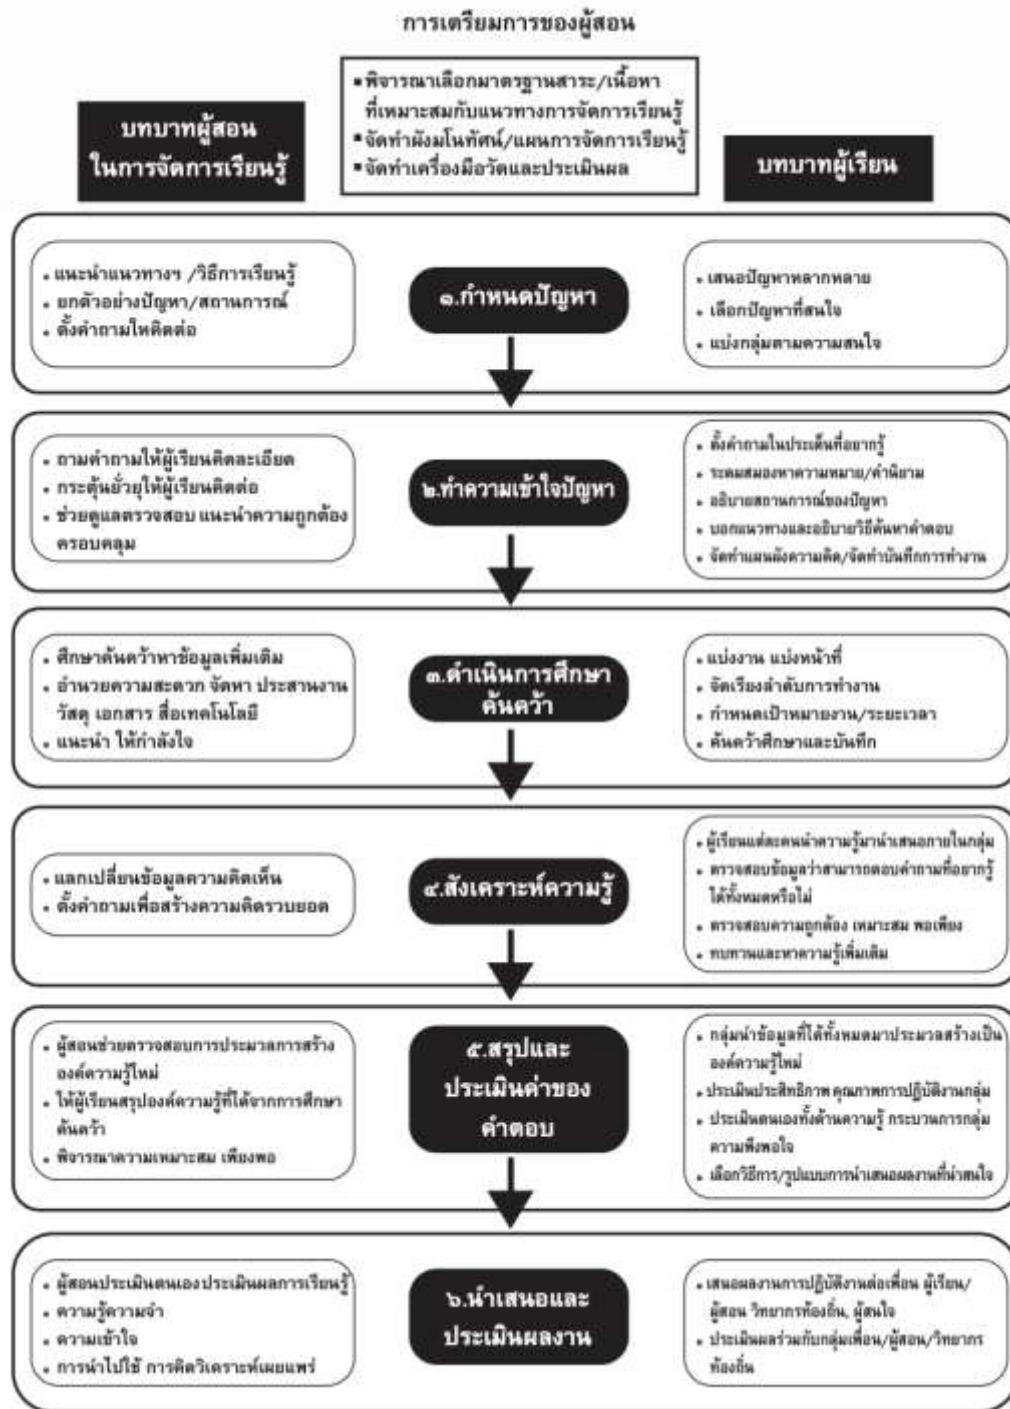 การเตรียมการของผู้สอน
▪ พิจารณาเลือกมาตรฐานสาระ/เนื้อหา
ที่เหมาะสมกับแนวทางการจัดการเรียนรู้
▪ จัดทำผังมโนทัศน์/แผนการจัดการเรียนรู้
▪ จัดทำเครื่องมือวัดและประเมินผล
บทบาทผู้สอน
ในการจัดการเรียนรู้
บทบาทผู้เรียน
• แนะนำแนวทางฯ /วิธีการเรียนรู้
• ยกตัวอย่างปัญหา/สถานการณ์
• ตั้งคำถามให้คิดต่อ
๑.กำหนดปัญหา
• เสนอปัญหาหลากหลาย
• เลือกปัญหาที่สนใจ
• แบ่งกลุ่มตามความสนใจ
• ถามคำถามให้ผู้เรียนคิดละเอียด
• กระตุ้นยั่วยุให้ผู้เรียนคิดต่อ
• ช่วยดูแลตรวจสอบ แนะนำความถูกต้อง
ครอบคลุม
๒.ทำความเข้าใจปัญหา
• ตั้งคำถามในประเด็นที่อยากรู้
• ระดมสมองหาความหมาย/คำนิยาม
• อธิบายสถานการณ์ของปัญหา
• บอกแนวทางและอธิบายวิธีค้นหาคำตอบ
• จัดทำแผนผังความคิด/จัดทำบันทึกการทำงาน
• ศึกษาค้นคว้าหาข้อมูลเพิ่มเติม
• อำนวยความสะดวก จัดหา ประสานงาน
วัสดุ เอกสาร สื่อเทคโนโลยี
• แนะนำ ให้กำลังใจ
๓.ดำเนินการศึกษา
ค้นคว้า
• แบ่งงาน แบ่งหน้าที่
• จัดเรียงลำดับการทำงาน
• กำหนดเป้าหมายงาน/ระยะเวลา
• ค้นคว้าศึกษาและบันทึก
• แลกเปลี่ยนข้อมูลความคิดเห็น
• ตั้งคำถามเพื่อสร้างความคิดรวบยอด
๔.สังเคราะห์ความรู้
• ผู้เรียนแต่ละคนนำความรู้มานำเสนอภายในกลุ่ม
• ตรวจสอบข้อมูลว่าสามารถตอบคำถามที่อยากรู้
ได้ทั้งหมดหรือไม่
• ตรวจสอบความถูกต้อง เหมาะสม พอเพียง
• ทบทวนและหาความรู้เพิ่มเติม
• ผู้สอนช่วยตรวจสอบการประมวลการสร้าง
องค์ความรู้ใหม่
• ให้ผู้เรียนสรุปองค์ความรู้ที่ได้จากการศึกษา
ค้นคว้า
• พิจารณาความเหมาะสม เพียงพอ
๕.สรุปและ
ประเมินค่าของ
คำตอบ
• กลุ่มนำข้อมูลที่ได้ทั้งหมดมาประมวลสร้างเป็น
องค์ความรู้ใหม่
• ประเมินประสิทธิภาพ คุณภาพการปฏิบัติงานกลุ่ม
• ประเมินตนเองทั้งด้านความรู้ กระบวนการกลุ่ม
ความพึงพอใจ
• เลือกวิธีการ/รูปแบบการนำเสนอผลงานที่น่าสนใจ
• ผู้สอนประเมินตนเอง ประเมินผลการเรียนรู้
• ความรู้ความจำ
• ความเข้าใจ
• การนำไปใช้ การคิดวิเคราะห์เผยแพร่
๖.นำเสนอและ
ประเมินผลงาน
• เสนอผลงานการปฏิบัติงานต่อเพื่อน ผู้เรียน/
ผู้สอน วิทยากรท้องถิ่น, ผู้สนใจ
• ประเมินผลร่วมกับกลุ่มเพื่อน/ผู้สอน/วิทยากร
ท้องถิ่น